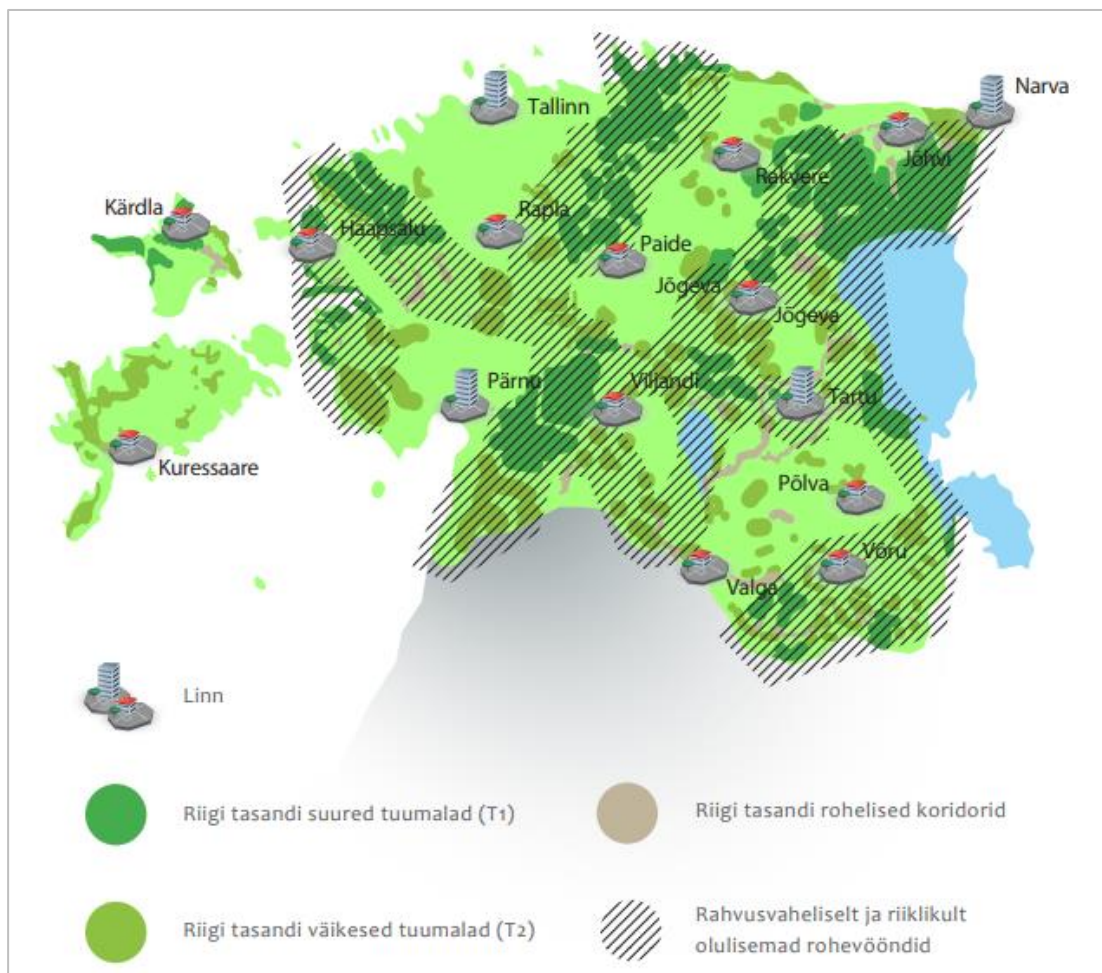 Narva
Tallinn
Jõhvi
Rakvere
Kärdla
Haapsalu
Rapla
Paide
Jõgeva
Jõgeva
Pärnu
Viljandi
Tartu
Kuressaare
Põlva
Võru
Valga
Linn
Riigi tasandi suured tuumalad (T1)
Riigi tasandi rohelised koridorid
Riigi tasandi väikesed tuumalad (T2)
Rahvusvaheliselt ja riiklikult
olulisemad rohevööndid